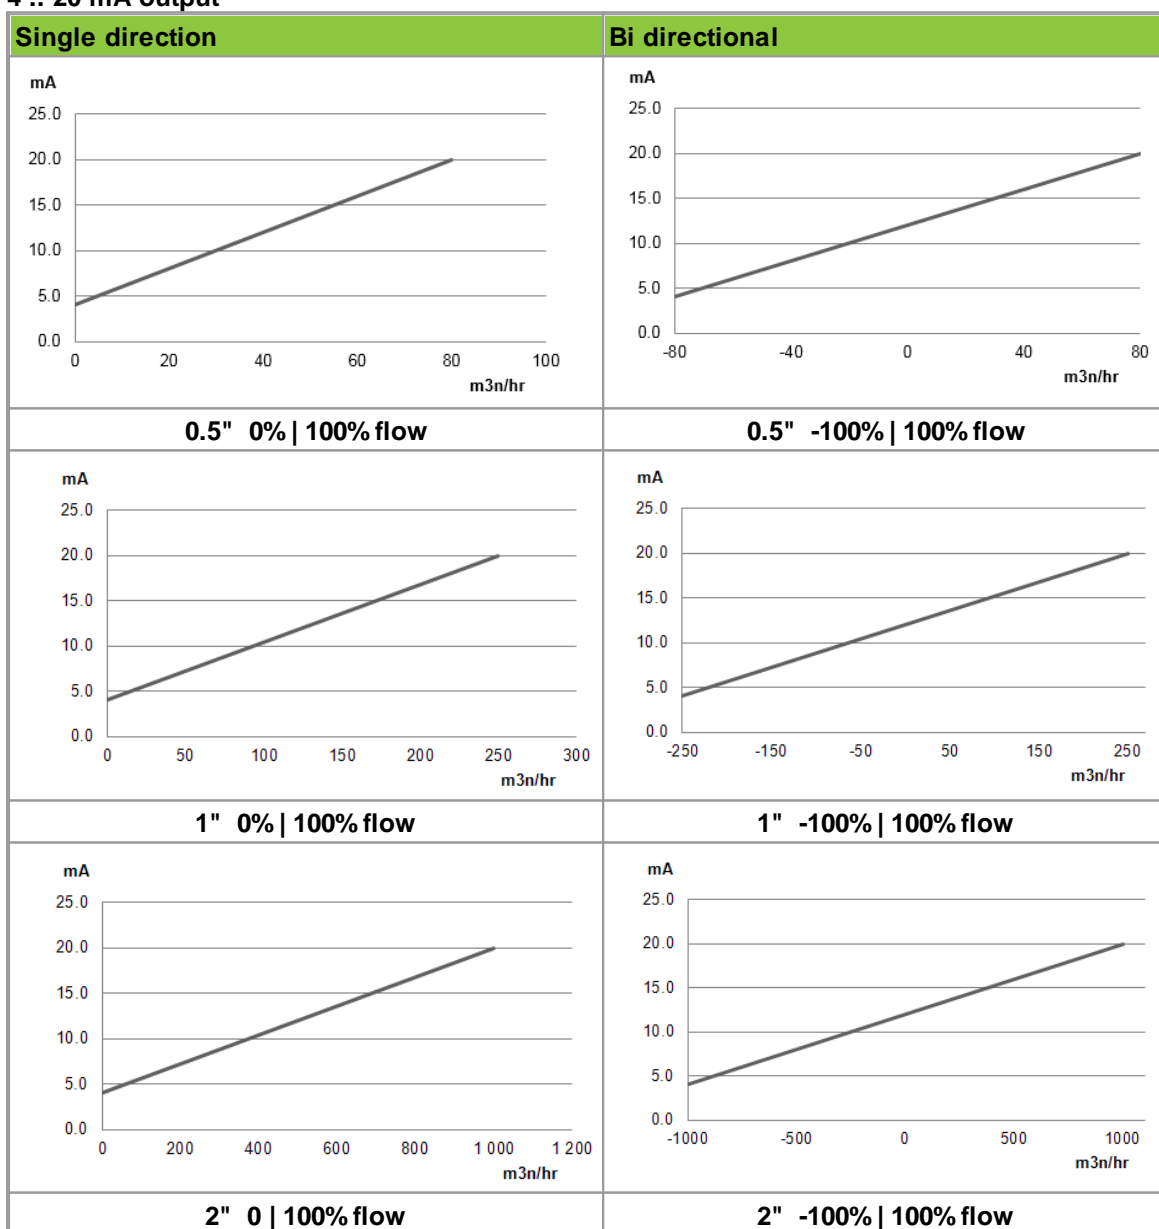 4 .. 20 mA output
Single direction
Bi directional
mA
25.0
20.0
15.0
10.0
5.0
0.0
0 20 40 60 80 100
m3n/hr
mA
25.0
20.0
15.0
10.0
5.0
0.0
-80 -40 0 40 80
m3n/hr
0.5" 0% | 100% flow
0.5" -100% | 100% flow
mA
25.0
20.0
15.0
10.0
5.0
0.0
0 50 100 150 200 250 300
m3n/hr
mA
25.0
20.0
15.0
10.0
5.0
0.0
-250 -150 -50 50 150 250
m3n/hr
1" 0% | 100% flow
1" -100% | 100% flow
mA
25.0
20.0
15.0
10.0
5.0
0.0
0 200 400 600 800 1 000 1 200
m3n/hr
mA
25.0
20.0
15.0
10.0
5.0
0.0
-1000 -500 0 500 1000
m3n/hr
2" 0 | 100% flow
2" -100% | 100% flow